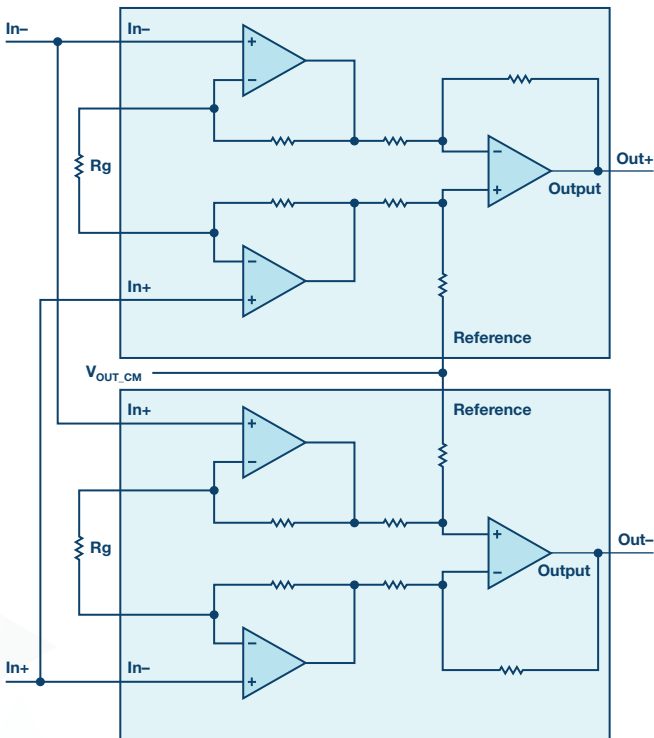 In–
In–
+
–
Rg
–
+
Out+
Output
–
In+
+
Reference
V_OUT_CM
In+
Reference
+
–
Rg
+
–
Out–
Output
–
In+
In–
+